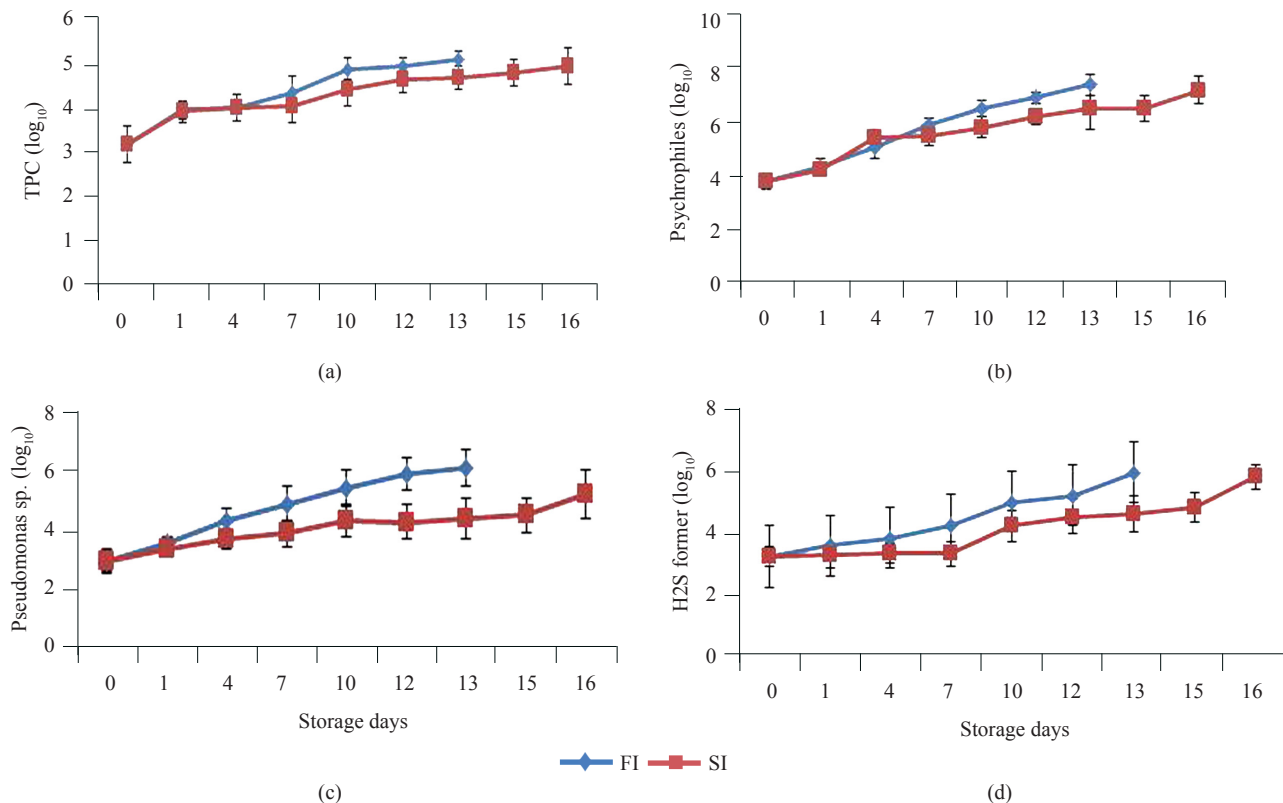 6
5
4
3
2
1
0
TPC (log10)
0 1 4 7 10 12 13 15 16
(a)
10
8
6
4
2
0
Psychrophiles (log10)
0 1 4 7 10 12 13 15 16
(b)
8
6
4
2
0
Pseudomonas sp. (log10)
0 1 4 7 10 12 13 15 16
Storage days
(c)
8
6
4
2
0
H2S former (log10)
0 1 4 7 10 12 13 15 16
Storage days
(d)
FI SI